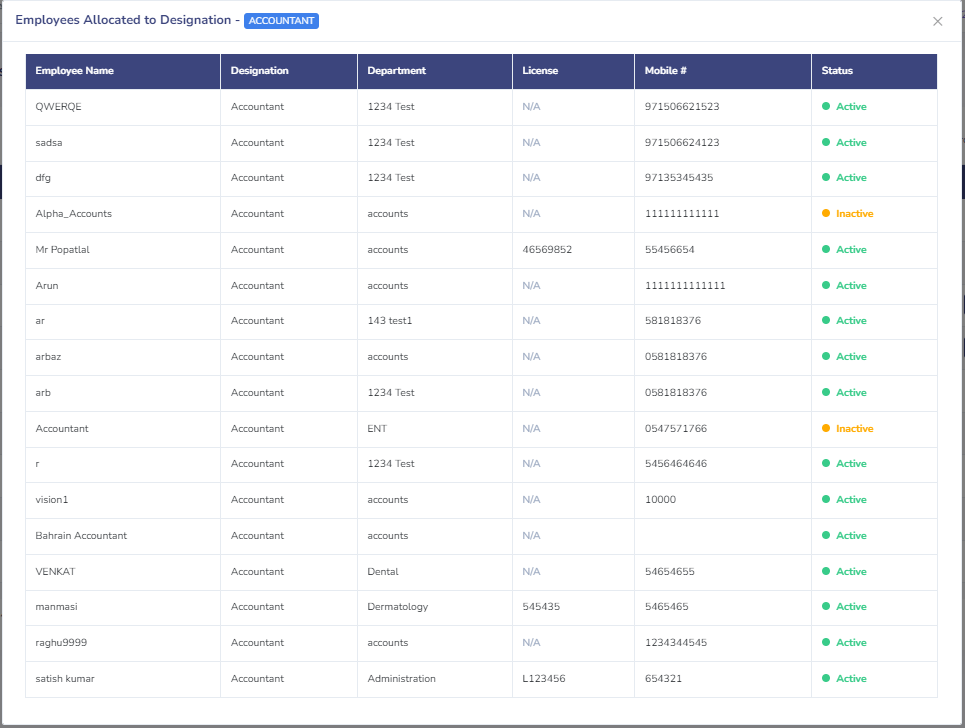 Employees Allocated to Designation - ACCOUNTANT
Employee Name Designation Department License Mobile # Status
QWERQE Accountant 1234 Test N/A 971506621523 Active
sadsa Accountant 1234 Test N/A 971506624123 Active
dfg Accountant 1234 Test N/A 97135345435 Active
Alpha_Accounts Accountant accounts N/A 111111111111 Inactive
Mr Popatlal Accountant accounts 46569852 55456654 Active
Arun Accountant accounts N/A 1111111111111 Active
ar Accountant 143 test1 N/A 581818376 Active
arbaz Accountant accounts N/A 0581818376 Active
arb Accountant 1234 Test N/A 0581818376 Active
Accountant Accountant ENT N/A 0547571766 Inactive
r Accountant 1234 Test N/A 5456464646 Active
vision1 Accountant accounts N/A 10000 Active
Bahrain Accountant Accountant accounts N/A Active
VENKAT Accountant Dental N/A 54654655 Active
manmasi Accountant Dermatology 545435 5465465 Active
raghu9999 Accountant accounts N/A 1234344545 Active
satish kumar Accountant Administration L123456 654321 Active